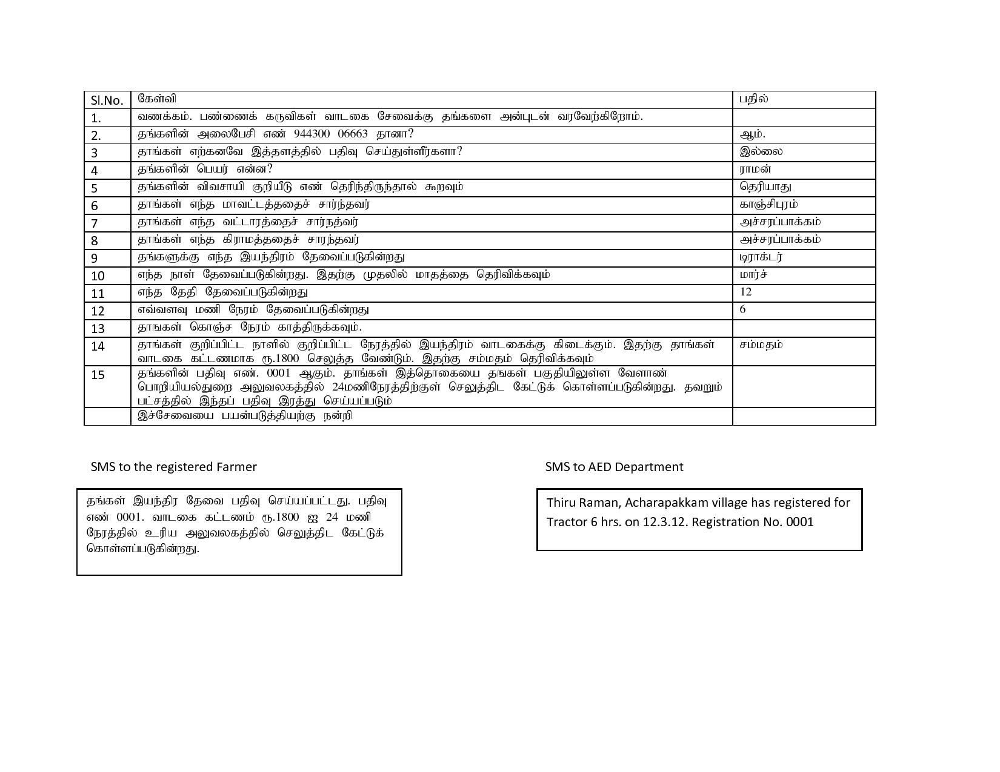 Sl.No. கேள்வி பதில்
1. வணக்கம். பண்ணைக் கருவிகள் வாடகை சேவைக்கு தங்களை அன்புடன் வரவேற்கிறோம்.
2. தங்களின் அலைபேசி எண் 944300 06663 தானா? ஆம்.
3 தாங்கள் எற்கனவே இத்தளத்தில் பதிவு செய்துள்ளீர்களா? இல்லை
4 தங்களின் பெயர் என்ன? ராமன்
5 தங்களின் விவசாயி குறியீடு எண் தெரிந்திருந்தால் கூறவும் தெரியாது
6 தாங்கள் எந்த மாவட்டத்தைச் சார்ந்தவர் காஞ்சிபுரம்
7 தாங்கள் எந்த வட்டாரத்தைச் சார்நத்வர் அச்சரப்பாக்கம்
8 தாங்கள் எந்த கிராமத்தைச் சாரந்தவர் அச்சரப்பாக்கம்
9 தங்களுக்கு எந்த இயந்திரம் தேவைப்படுகின்றது டிராக்டர்
10 எந்த நாள் தேவைப்படுகின்றது. இதற்கு முதலில் மாதத்தை தெரிவிக்கவும் மார்ச்
11 எந்த தேதி தேவைப்படுகின்றது 12
12 எவ்வளவு மணி நேரம் தேவைப்படுகின்றது 6
13 தாஙகள் கொஞ்ச நேரம் காத்திருக்கவும்.
14 தாங்கள் குறிப்பிட்ட நாளில் குறிப்பிட்ட நேரத்தில் இயந்திரம் வாடகைக்கு கிடைக்கும். இதற்கு தாங்கள் சம்மதம்
வாடகை கட்டணமாக ரூ.1800 செலுத்த வேண்டும். இதற்கு சம்மதம் தெரிவிக்கவும்
15 தங்களின் பதிவு எண். 0001 ஆகும். தாங்கள் இத்தொகையை தஙகள் பகுதியிலுள்ள வேளாண்
பொறியியல்துறை அலுவலகத்தில் 24மணிநேரத்திற்குள் செலுத்திட கேட்டுக் கொள்ளப்படுகின்றது. தவறும்
பட்சத்தில் இந்தப் பதிவு இரத்து செய்யப்படும்
இச்சேவையை பயன்படுத்தியற்கு நன்றி
SMS to the registered Farmer
தங்கள் இயந்திர தேவை பதிவு செய்யப்பட்டது. பதிவு
எண் 0001. வாடகை கட்டணம் ரூ.1800 ஐ 24 மணி
நேரத்தில் உரிய அலுவலகத்தில் செலுத்திட கேட்டுக்
கொள்ளப்படுகின்றது.
SMS to AED Department
Thiru Raman, Acharapakkam village has registered for
Tractor 6 hrs. on 12.3.12. Registration No. 0001